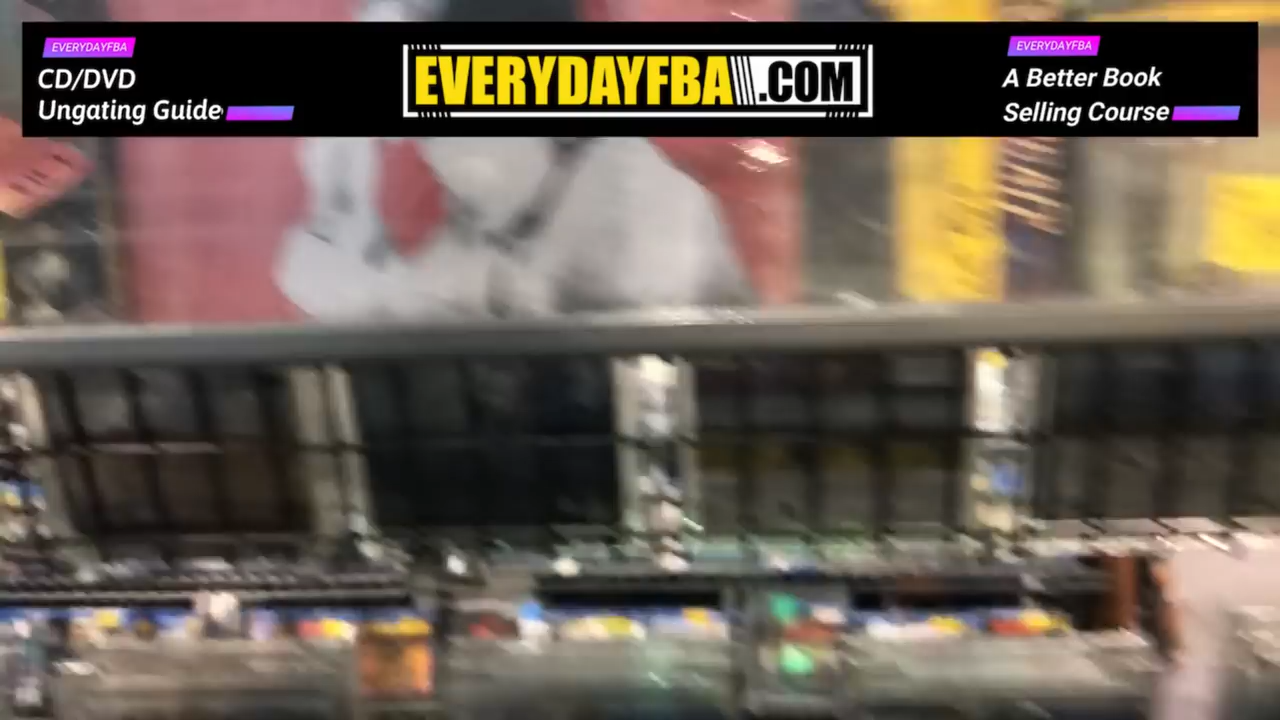 EVERYDAYFBA
CD/DVD
Ungating Guide
EVERYDAYFBA.COM
EVERYDAYFBA
A Better Book
Selling Course